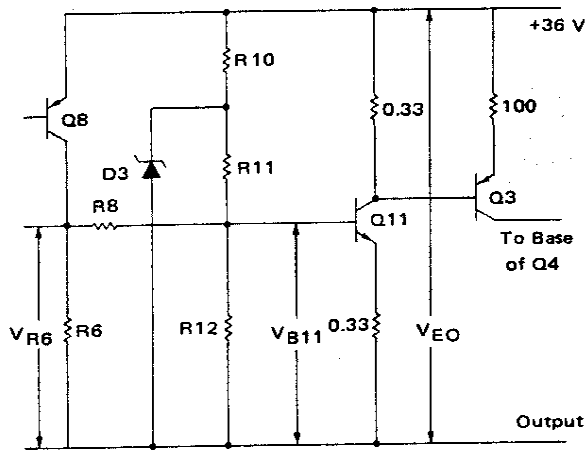 +36 V
R10
0.33
100
Q8
D3
R11
R8
Q11
Q3
To Base
of Q4
VR6
R6
R12
VB11
0.33
VEO
Output